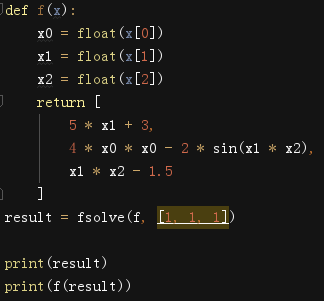 def f(x):
    x0 = float(x[0])
    x1 = float(x[1])
    x2 = float(x[2])
    return [
        5 * x1 + 3,
        4 * x0 * x0 - 2 * sin(x1 * x2),
        x1 * x2 - 1.5
    ]
result = fsolve(f, [1, 1, 1])
print(result)
print(f(result))